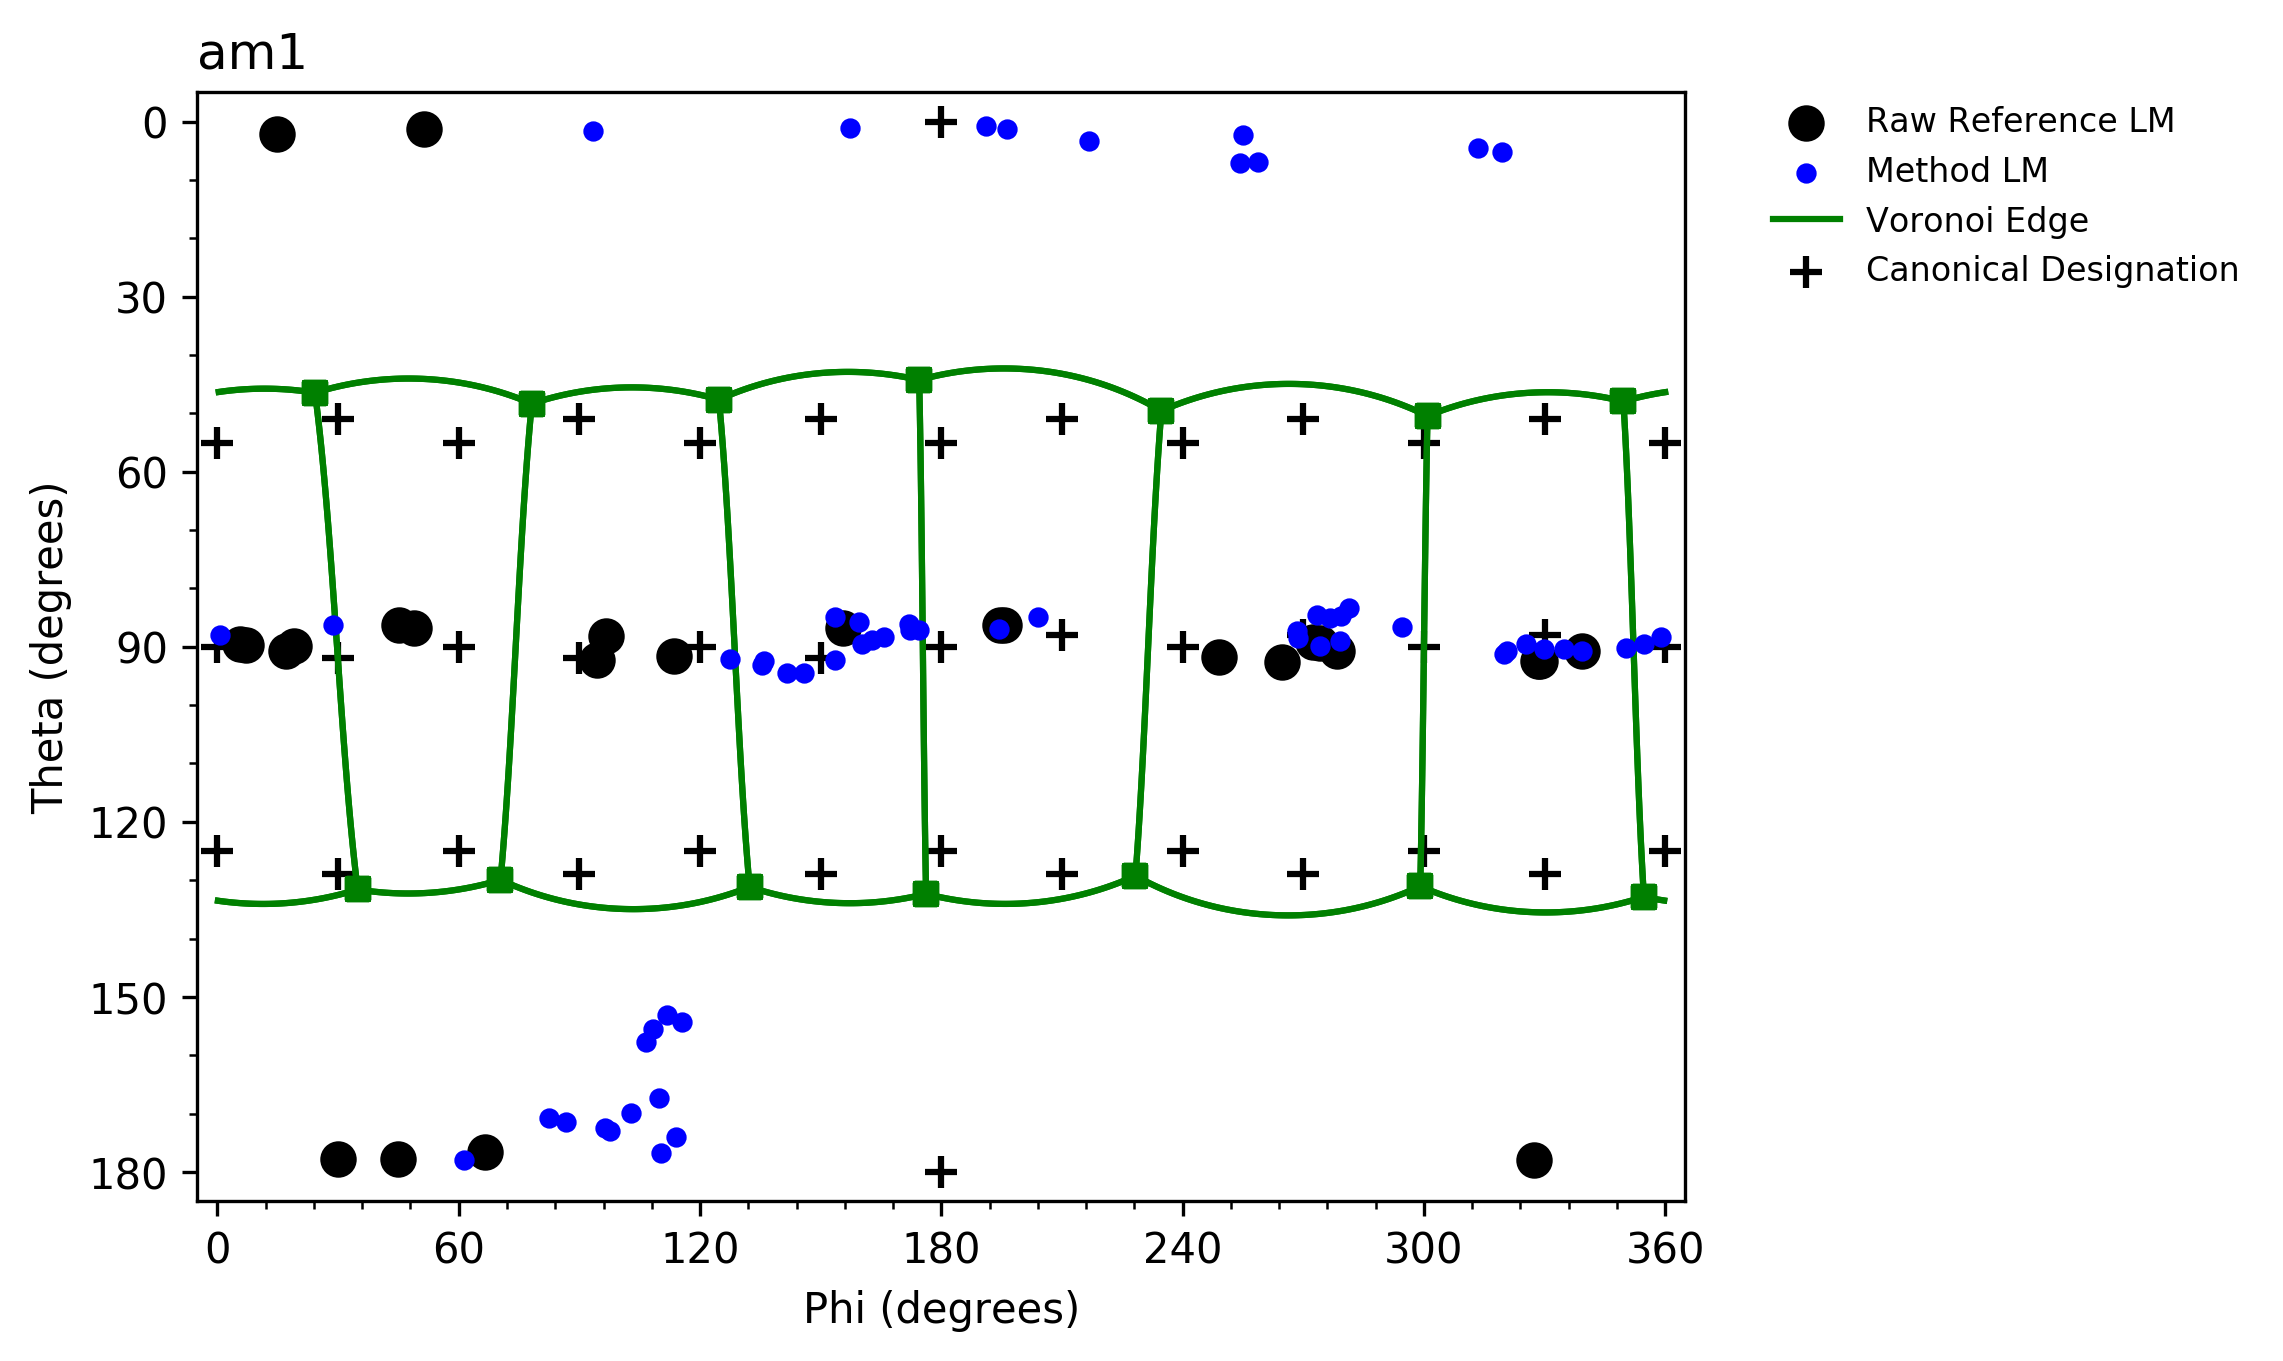 am1
Raw Reference LM
Method LM
Voronoi Edge
Canonical Designation
Theta (degrees)
0
30
60
90
120
150
180
0 60 120 180 240 300 360
Phi (degrees)